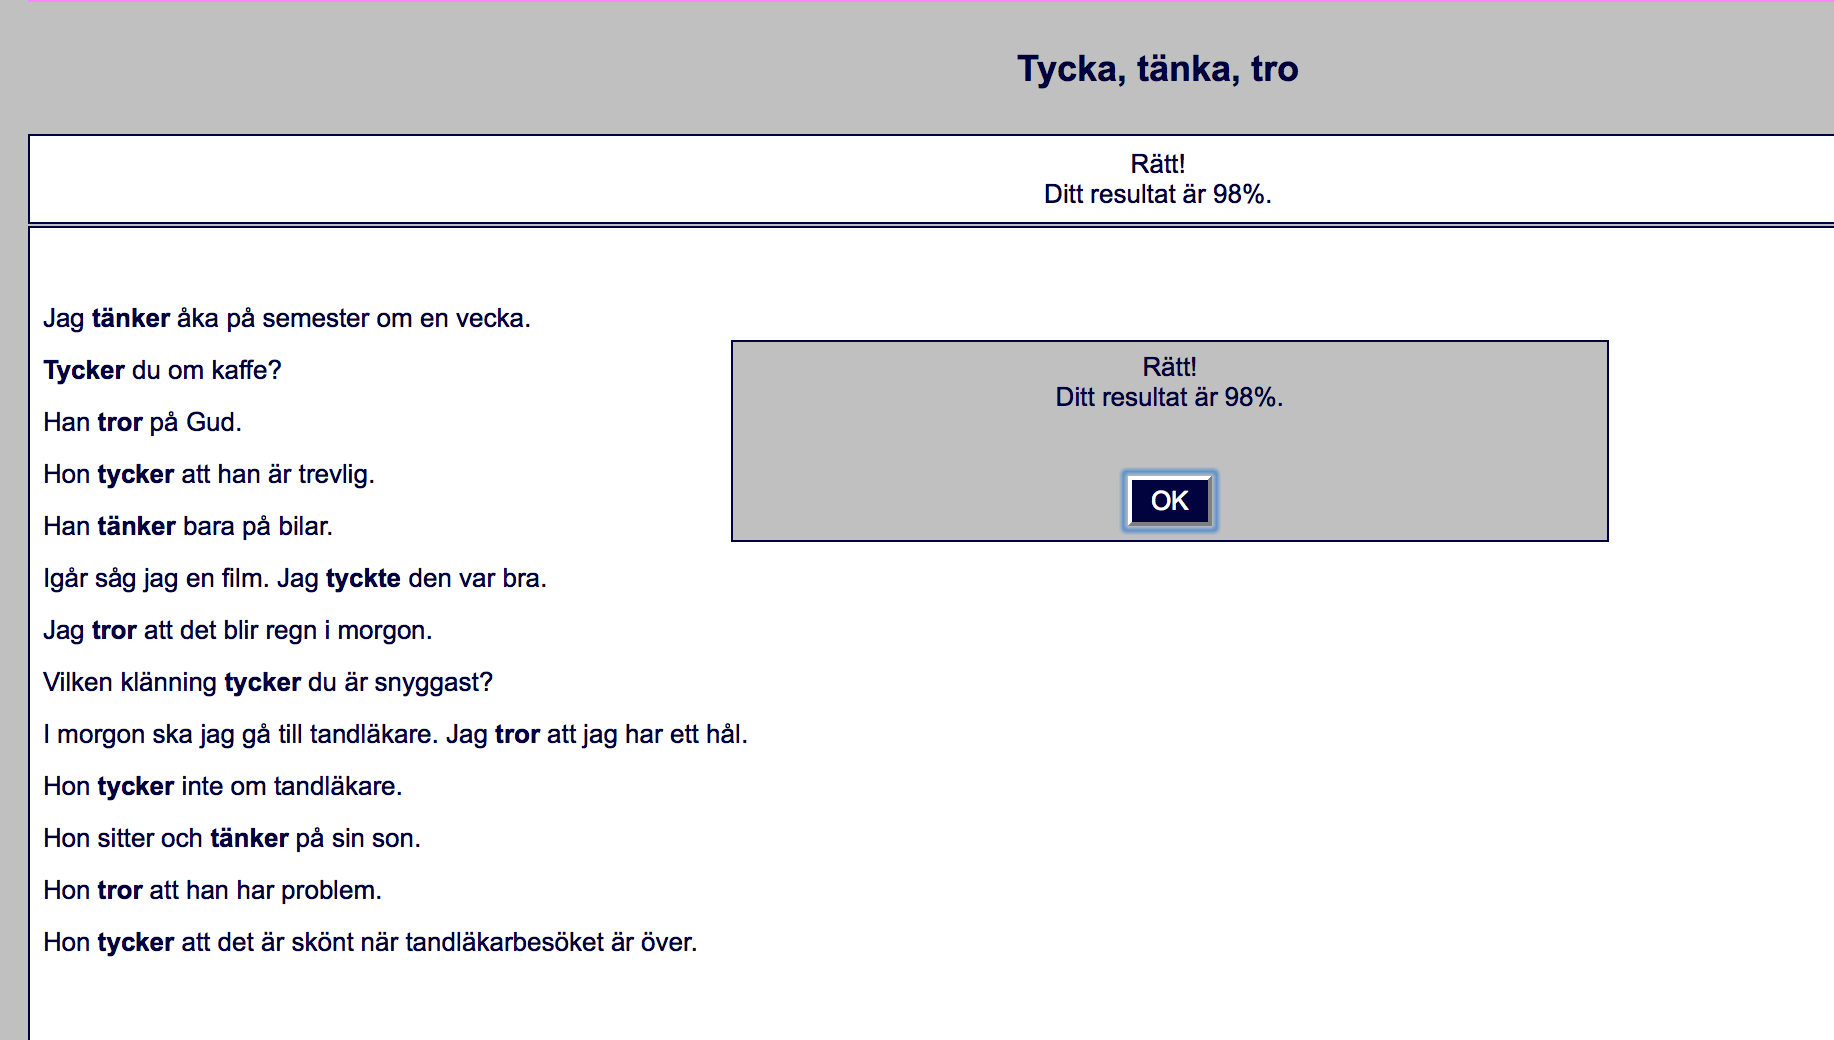 Tycka, tänka, tro
Rätt!
Ditt resultat är 98%.
Jag tänker åka på semester om en vecka.
Tycker du om kaffe?
Han tror på Gud.
Hon tycker att han är trevlig.
Han tänker bara på bilar.
Igår såg jag en film. Jag tyckte den var bra.
Jag tror att det blir regn i morgon.
Vilken klänning tycker du är snyggast?
I morgon ska jag gå till tandläkare. Jag tror att jag har ett hål.
Hon tycker inte om tandläkare.
Hon sitter och tänker på sin son.
Hon tror att han har problem.
Hon tycker att det är skönt när tandläkarbesöket är över.
Rätt!
Ditt resultat är 98%.
OK